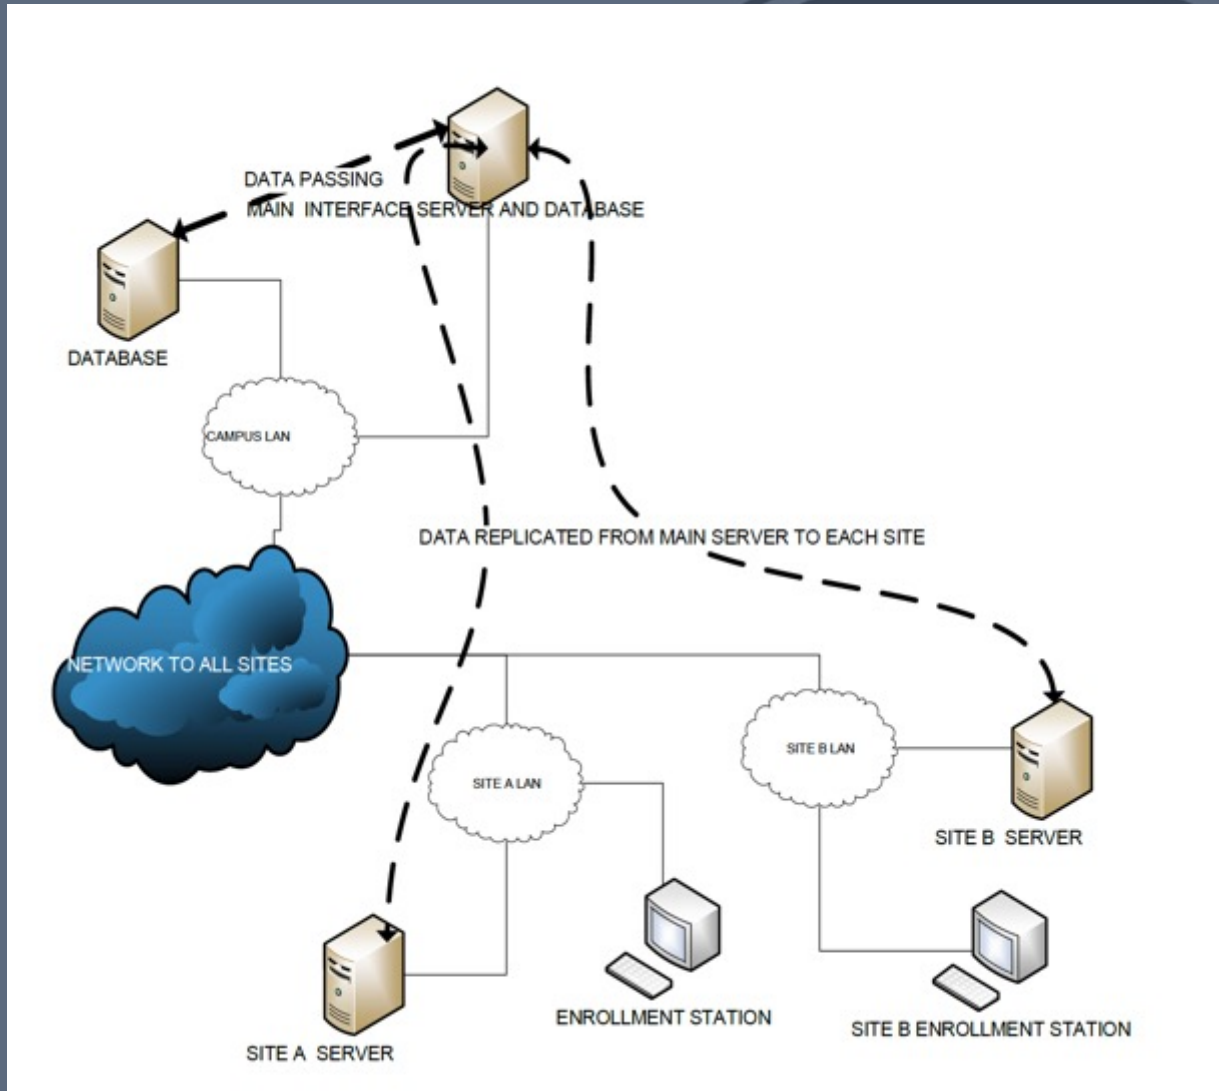 DATA PASSING
MAIN  INTERFACE SERVER AND DATABASE
DATABASE
CAMPUS LAN
DATA REPLICATED FROM MAIN SERVER TO EACH SITE
NETWORK TO ALL SITES
SITE B LAN
SITE A LAN
SITE B  SERVER
ENROLLMENT STATION
SITE B ENROLLMENT STATION
SITE A  SERVER